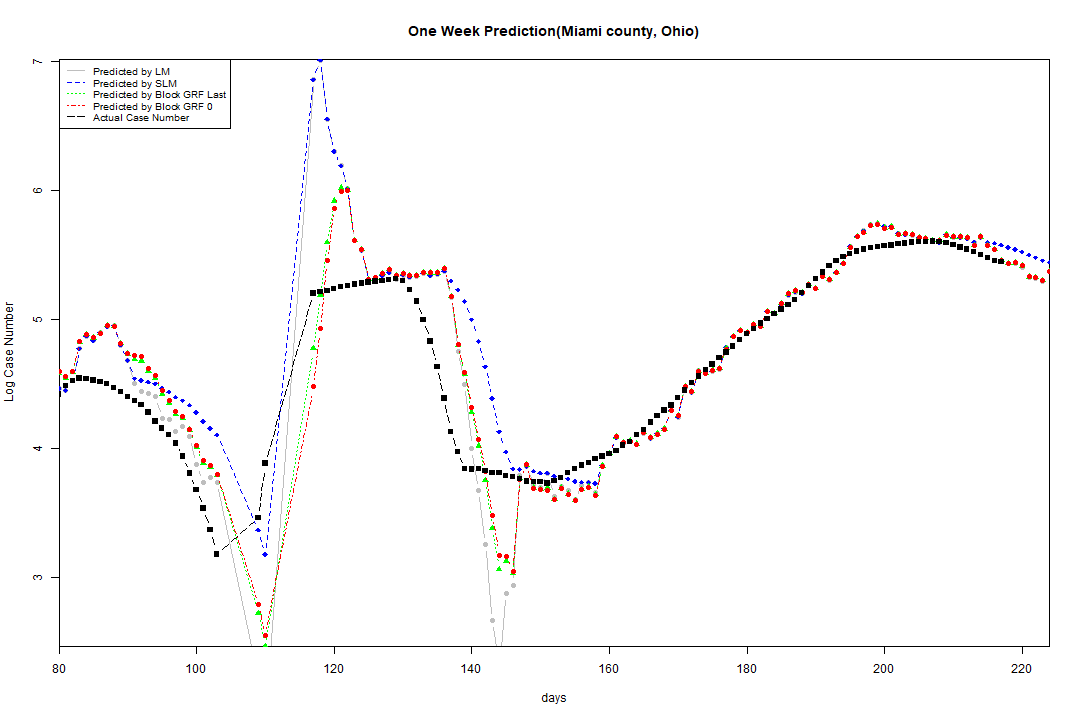 One Week Prediction(Miami county, Ohio)
Predicted by LM
Predicted by SLM
Predicted by Block GRF Last
Predicted by Block GRF 0
Actual Case Number
Log Case Number
7
6
5
4
3
80 100 120 140 160 180 200 220
days